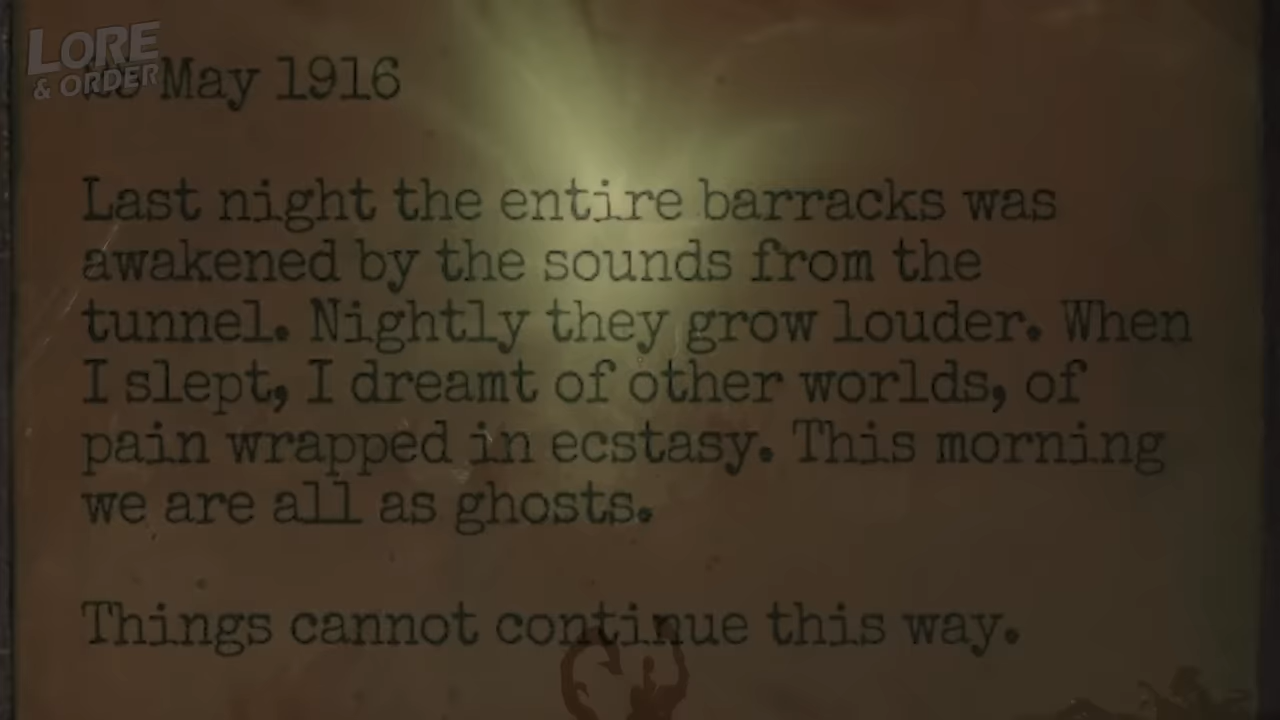 LORE
& ORDER
May 1916
Last night the entire barracks was
awakened by the sounds from the
tunnel. Nightly they grow louder. When
I slept, I dreamt of other worlds, of
pain wrapped in ecstasy. This morning
we are all as ghosts.
Things cannot continue this way.